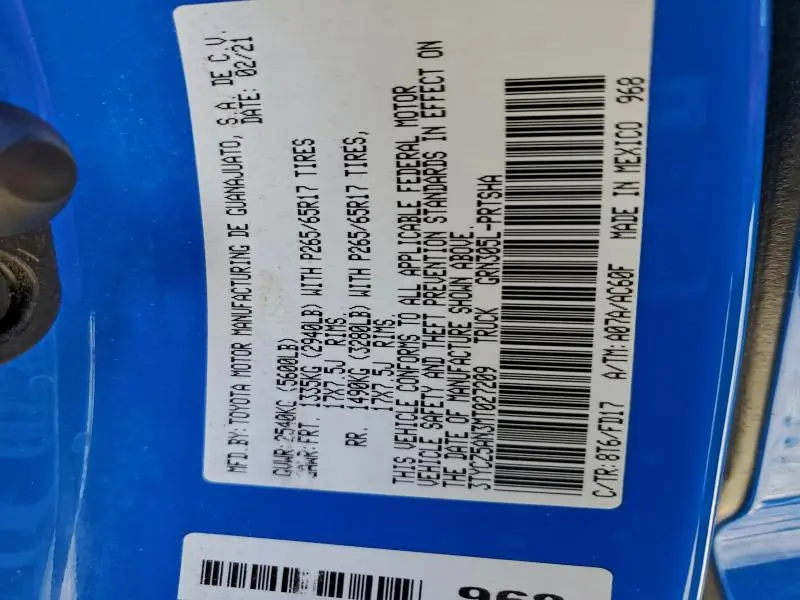 MFD.BY:TOYOTA MOTOR MANUFACTURING DE GUANAJUATO, S.A. DE C.V.
DATE: 02/21
GVWR:2540KG (5600LB)
GAWR:FRT. 1335KG (2940LB) WITH P265/65R17 TIRES
17X7.5J RIMS.
RR. 1490KG (3280LB) WITH P265/65R17 TIRES,
17X7.5J RIMS.
THIS VEHICLE CONFORMS TO ALL APPLICABLE FEDERAL MOTOR
VEHICLE SAFETY AND THEFT PREVENTION STANDARDS IN EFFECT ON
THE DATE OF MANUFACTURE SHOWN ABOVE.
3TYCZ5AN3MT027209 TRUCK GRN305L-PRTSHA
C/TR:8T6/FD17 A/TM:A07A/AC60F MADE IN MEXICO 968
968